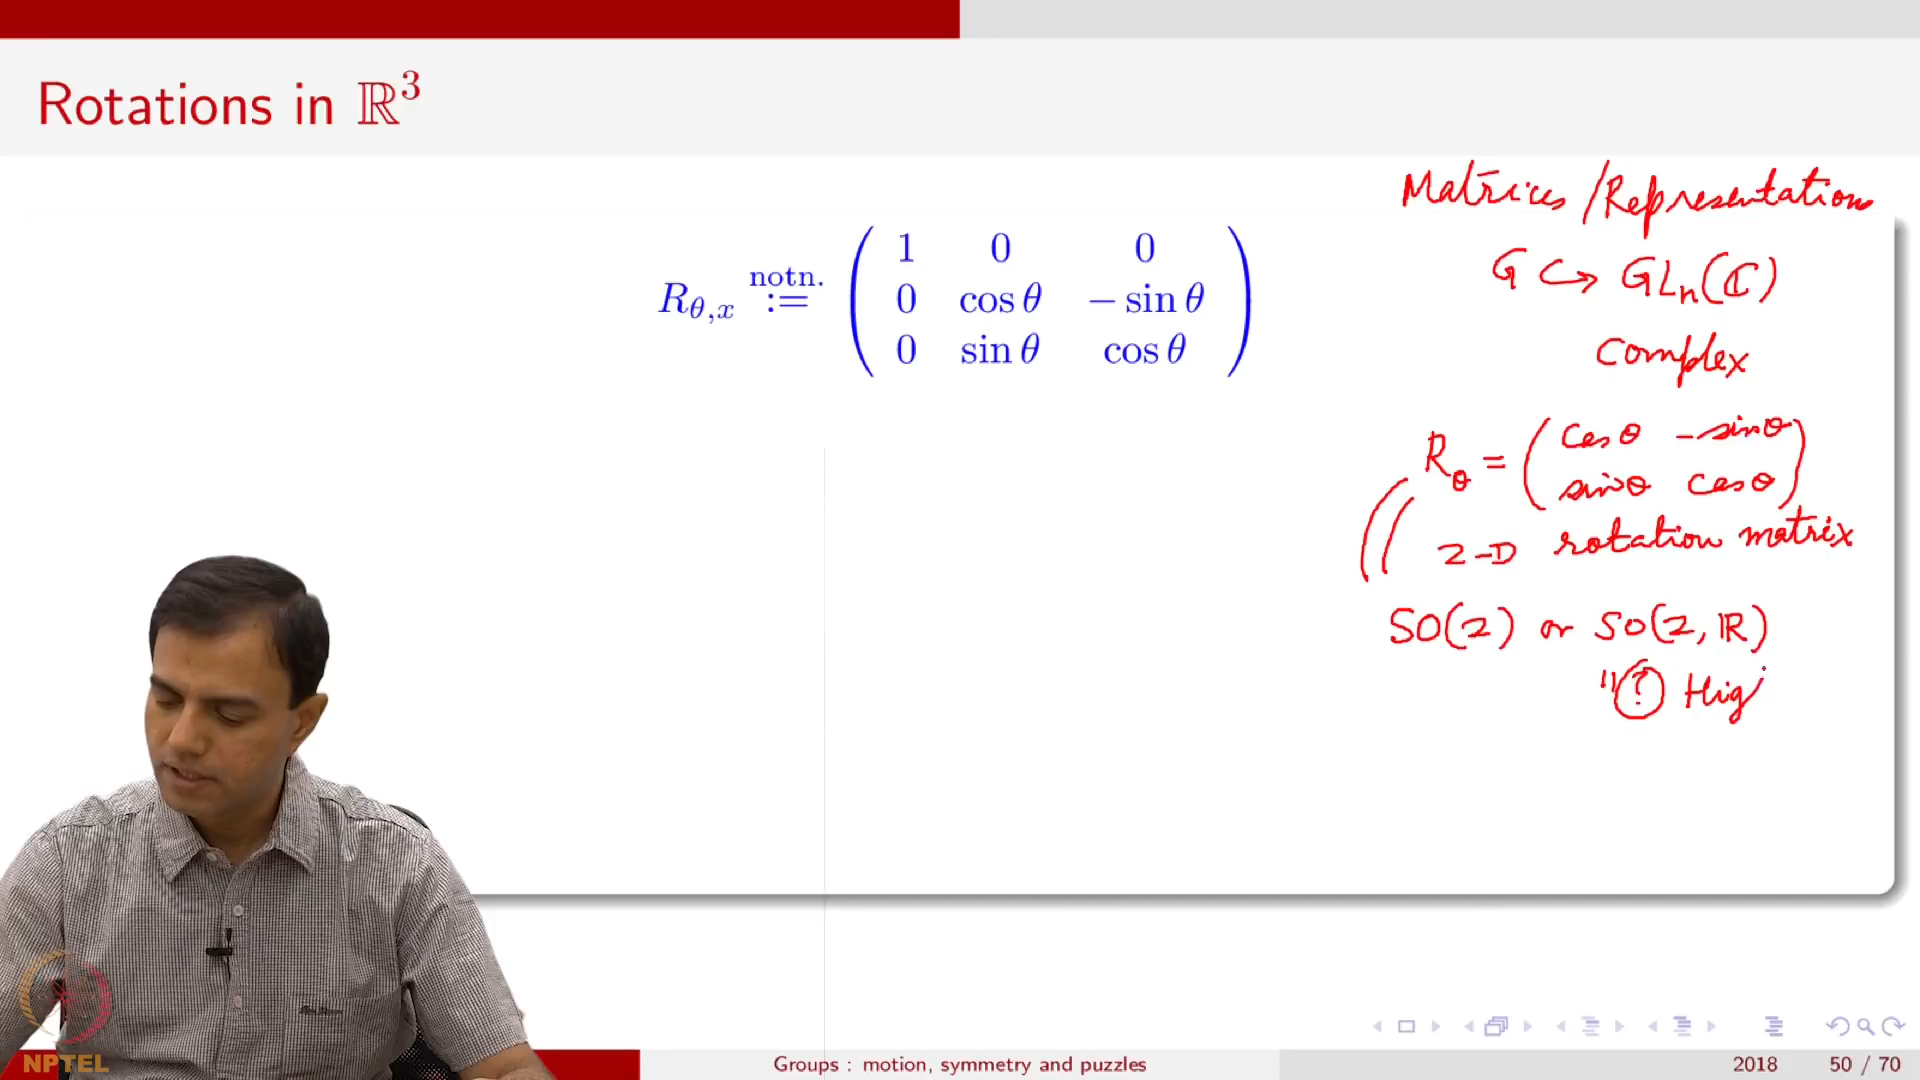 Rotations in ℝ³
R_{θ,x} notn. := ( 1 0 0
0 cos θ − sin θ
0 sin θ cos θ )
Matrices / Representation
G ↪ GLn(ℂ)
complex
R_θ = ( cos θ -sin θ
sin θ cos θ )
2-D rotation matrix
SO(2) or SO(2, ℝ)
"? Hig
NPTEL
Groups : motion, symmetry and puzzles
2018 50 / 70